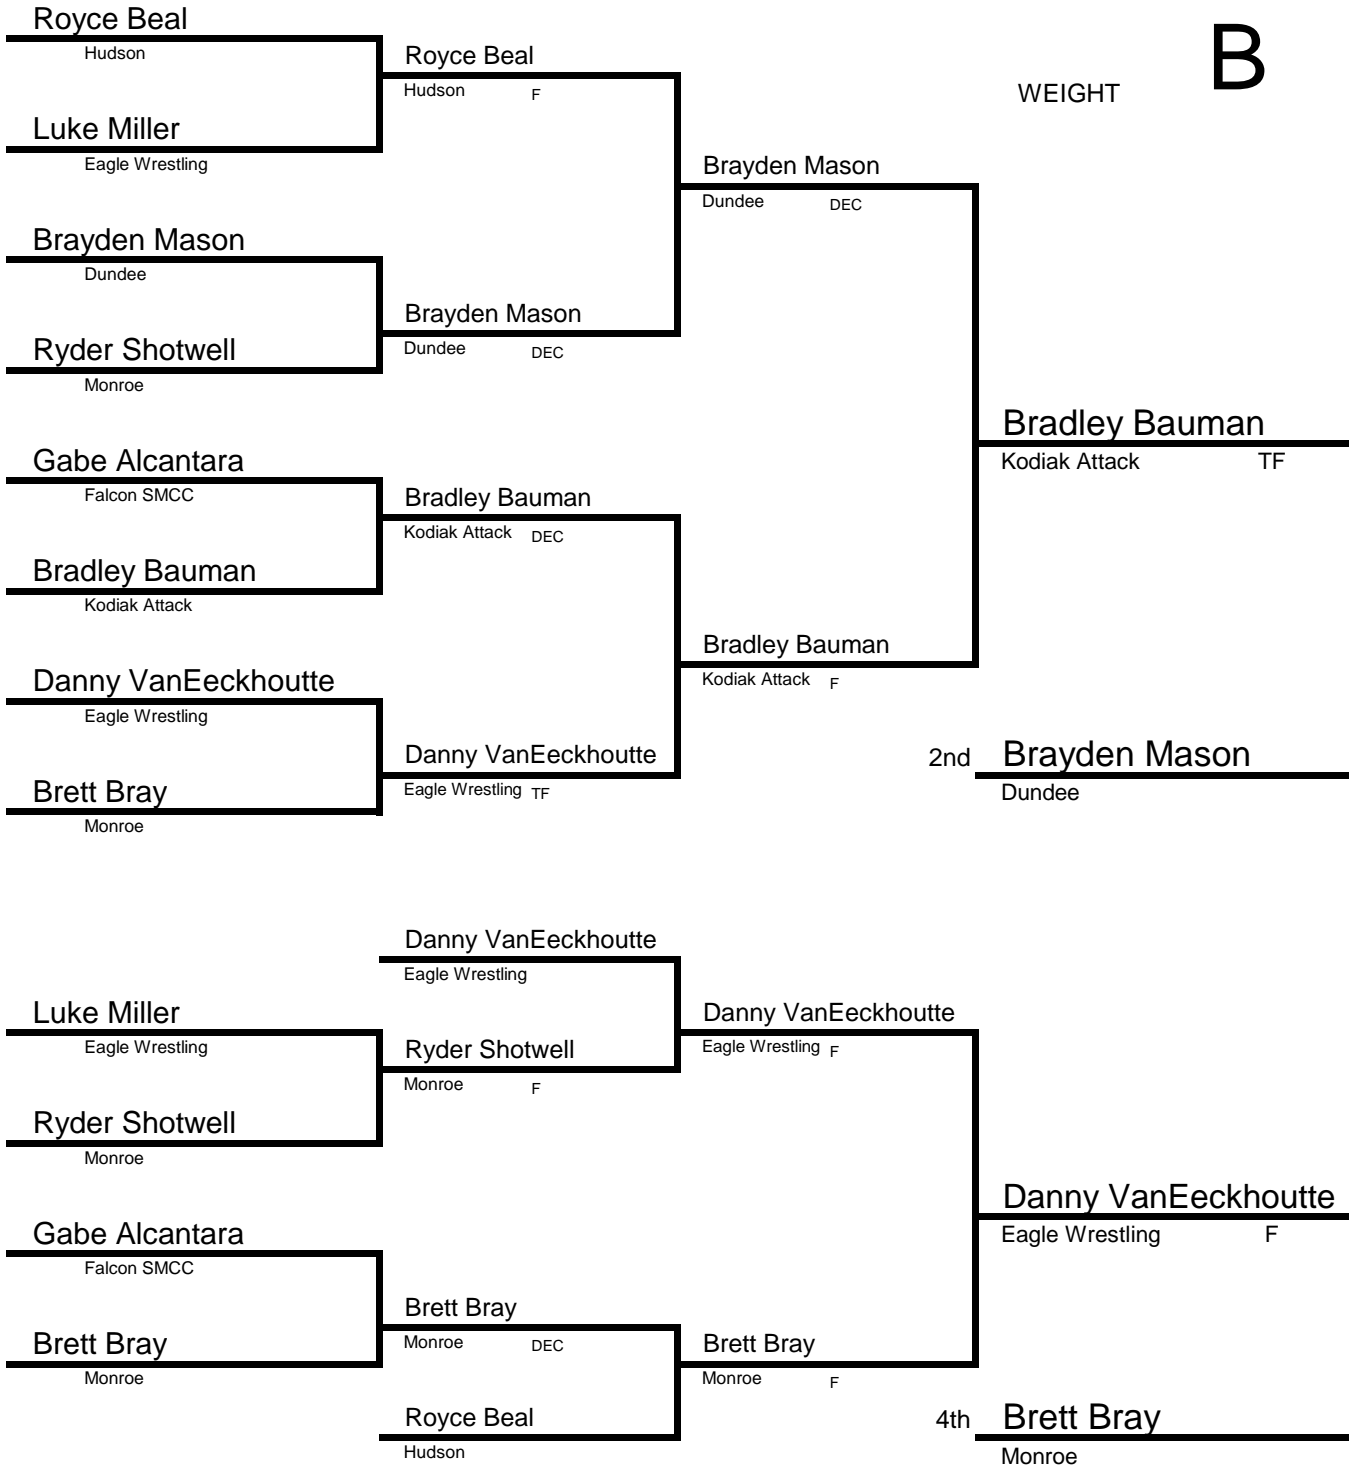 Royce Beal
Hudson
Royce Beal
Hudson F
B
WEIGHT
Luke Miller
Eagle Wrestling
Brayden Mason
Dundee DEC
Brayden Mason
Dundee
Brayden Mason
Dundee DEC
Ryder Shotwell
Monroe
Bradley Bauman
Kodiak Attack TF
Gabe Alcantara
Falcon SMCC
Bradley Bauman
Kodiak Attack DEC
Bradley Bauman
Kodiak Attack
Bradley Bauman
Kodiak Attack F
Danny VanEeckhoutte
Eagle Wrestling
Danny VanEeckhoutte
Eagle Wrestling TF
2nd Brayden Mason
Dundee
Brett Bray
Monroe
Danny VanEeckhoutte
Eagle Wrestling
Luke Miller
Eagle Wrestling
Danny VanEeckhoutte
Eagle Wrestling F
Ryder Shotwell
Monroe F
Ryder Shotwell
Monroe
Danny VanEeckhoutte
Eagle Wrestling F
Gabe Alcantara
Falcon SMCC
Brett Bray
Monroe DEC
Brett Bray
Monroe
Brett Bray
Monroe F
Royce Beal
Hudson
4th Brett Bray
Monroe